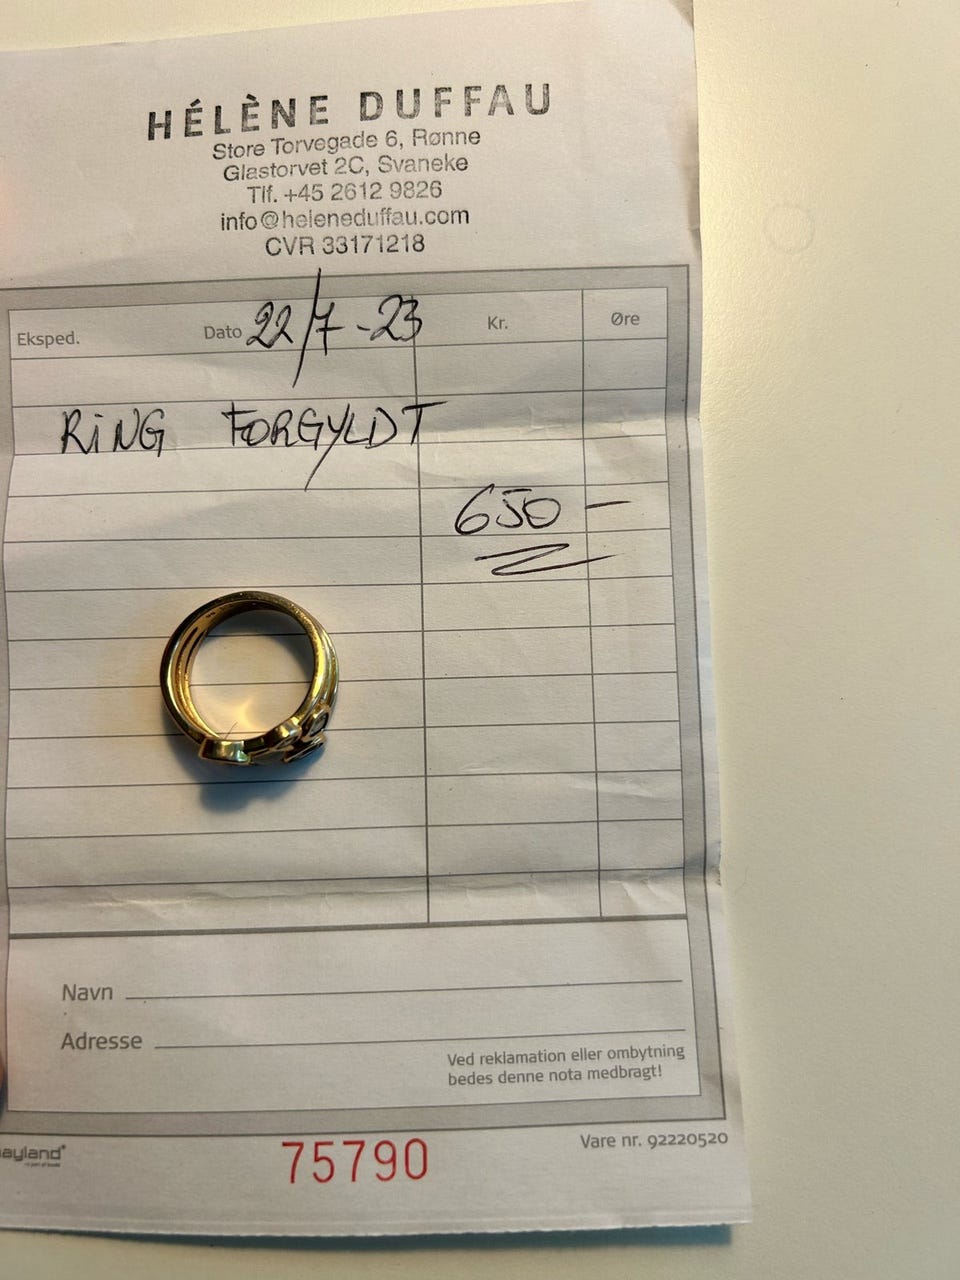 HÉLÈNE DUFFAU
Store Torvegade 6, Rønne
Glastorvet 2C, Svaneke
Tlf. +45 2612 9826
info@heleneduffau.com
CVR 33171218
Eksped. Dato 22/7-23 Kr. Øre
RiNG FORGYLDT
650 —
Navn
Adresse
Ved reklamation eller ombytning
bedes denne nota medbragt!
ayland
75790
Vare nr. 92220520